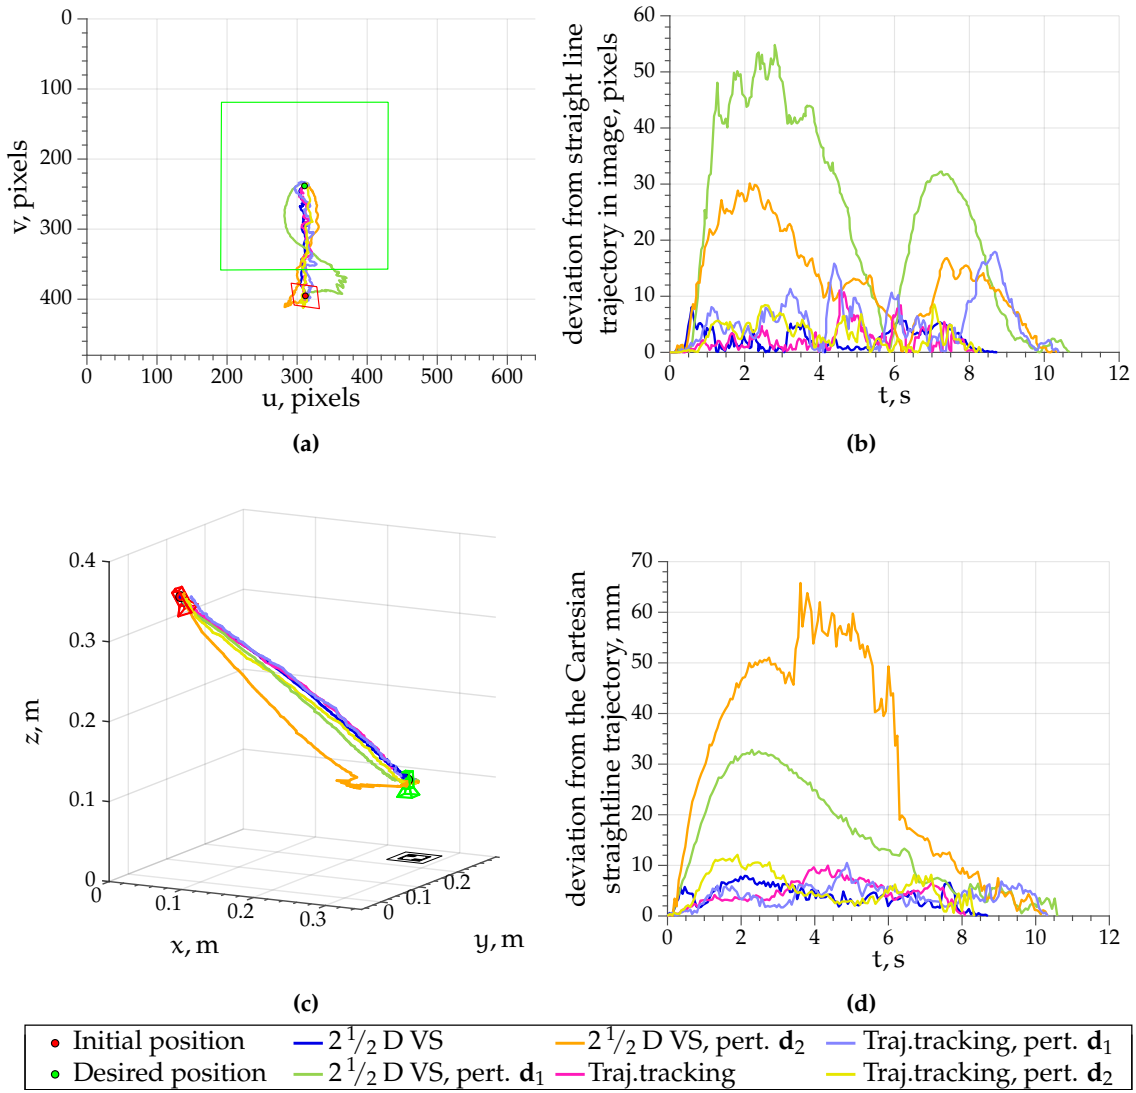 0
100
200
300
400
v, pixels
0 100 200 300 400 500 600
u, pixels
(a)
60
50
40
30
20
10
0
deviation from straight line
trajectory in image, pixels
0 2 4 6 8 10 12
t, s
(b)
0.4
0.3
0.2
0.1
0
z, m
0 0.1 0.2 0.3
x, m
0 0.1 0.2
y, m
(c)
70
60
50
40
30
20
10
0
deviation from the Cartesian
straightline trajectory, mm
0 2 4 6 8 10 12
t, s
(d)
Initial position 2 1/2 D VS 2 1/2 D VS, pert. d2 Traj.tracking, pert. d1
Desired position 2 1/2 D VS, pert. d1 Traj.tracking Traj.tracking, pert. d2